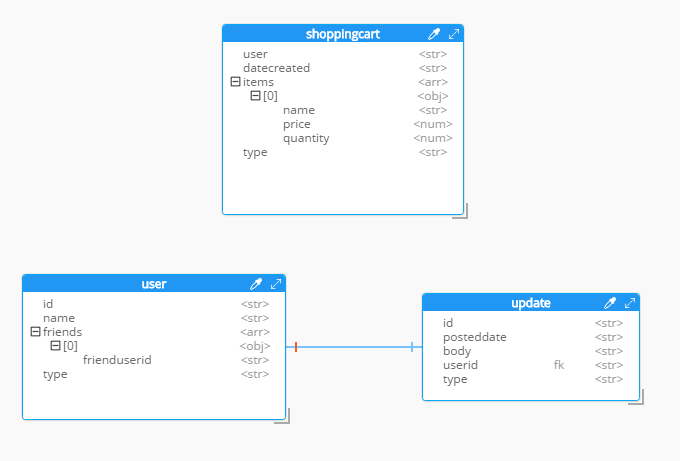 shoppingcart
user <str>
datecreated <str>
items <arr>
[0] <obj>
name <str>
price <num>
quantity <num>
type <str>
user
id <str>
name <str>
friends <arr>
[0] <obj>
frienduserid <str>
type <str>
update
id <str>
posteddate <str>
body <str>
userid fk <str>
type <str>